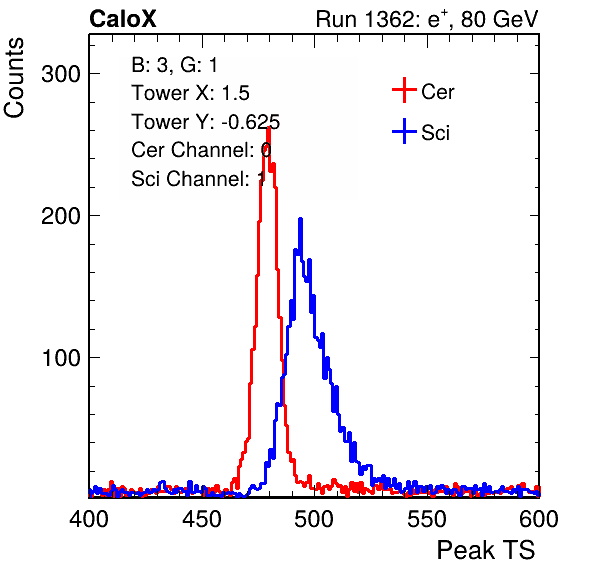 CaloX Run 1362: e+, 80 GeV
Counts
B: 3, G: 1
Tower X: 1.5
Tower Y: -0.625
Cer Channel: 0
Sci Channel: 1
Cer
Sci
300
200
100
400 450 500 550 600
Peak TS